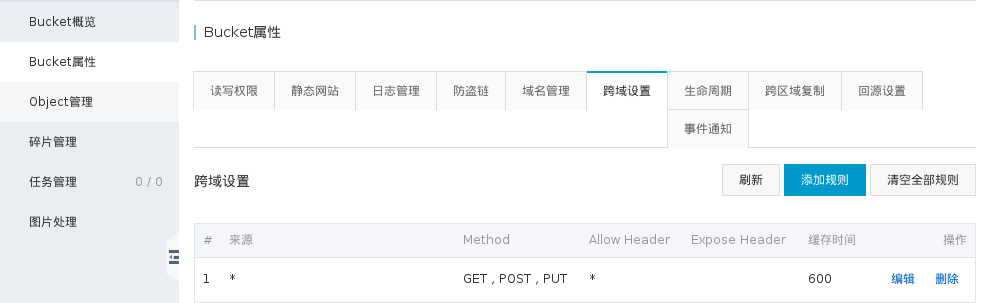 Bucket概览
Bucket属性
Object管理
碎片管理
任务管理 0 / 0
图片处理
Bucket属性
读写权限 静态网站 日志管理 防盗链 域名管理 跨域设置 生命周期 跨区域复制 回源设置
事件通知
跨域设置 刷新 添加规则 清空全部规则
# 来源 Method Allow Header Expose Header 缓存时间 操作
1 * GET , POST , PUT * 600 编辑 删除